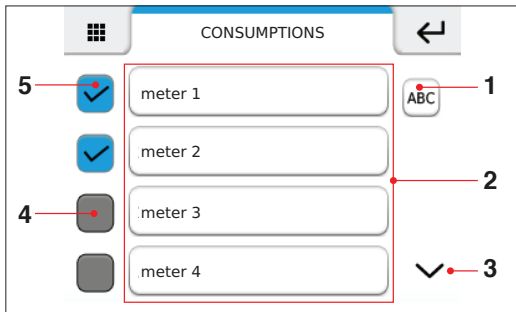 CONSUMPTIONS
5 meter 1 ABC 1
meter 2
2
4 meter 3
meter 4 3